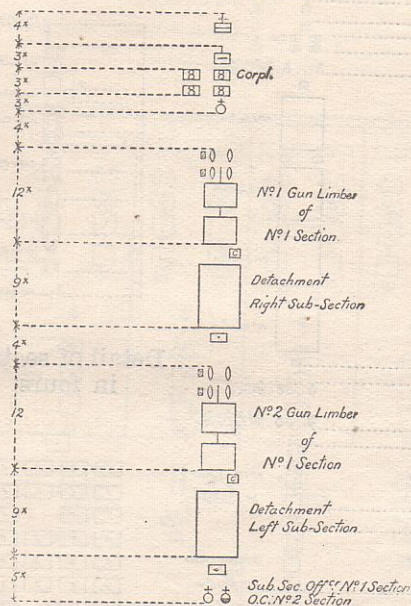 4x
3x
3x
3x
4x
Corpl.
12x
No 1 Gun Limber
of
No 1 Section.
C
9x
Detachment
Right Sub-Section
4x
12
No 2 Gun Limber
of
No 1 Section
C
9x
Detachment
Left Sub-Section
5x
Sub. Sec. Offcr No 1 Section
O.C. No 2 Section